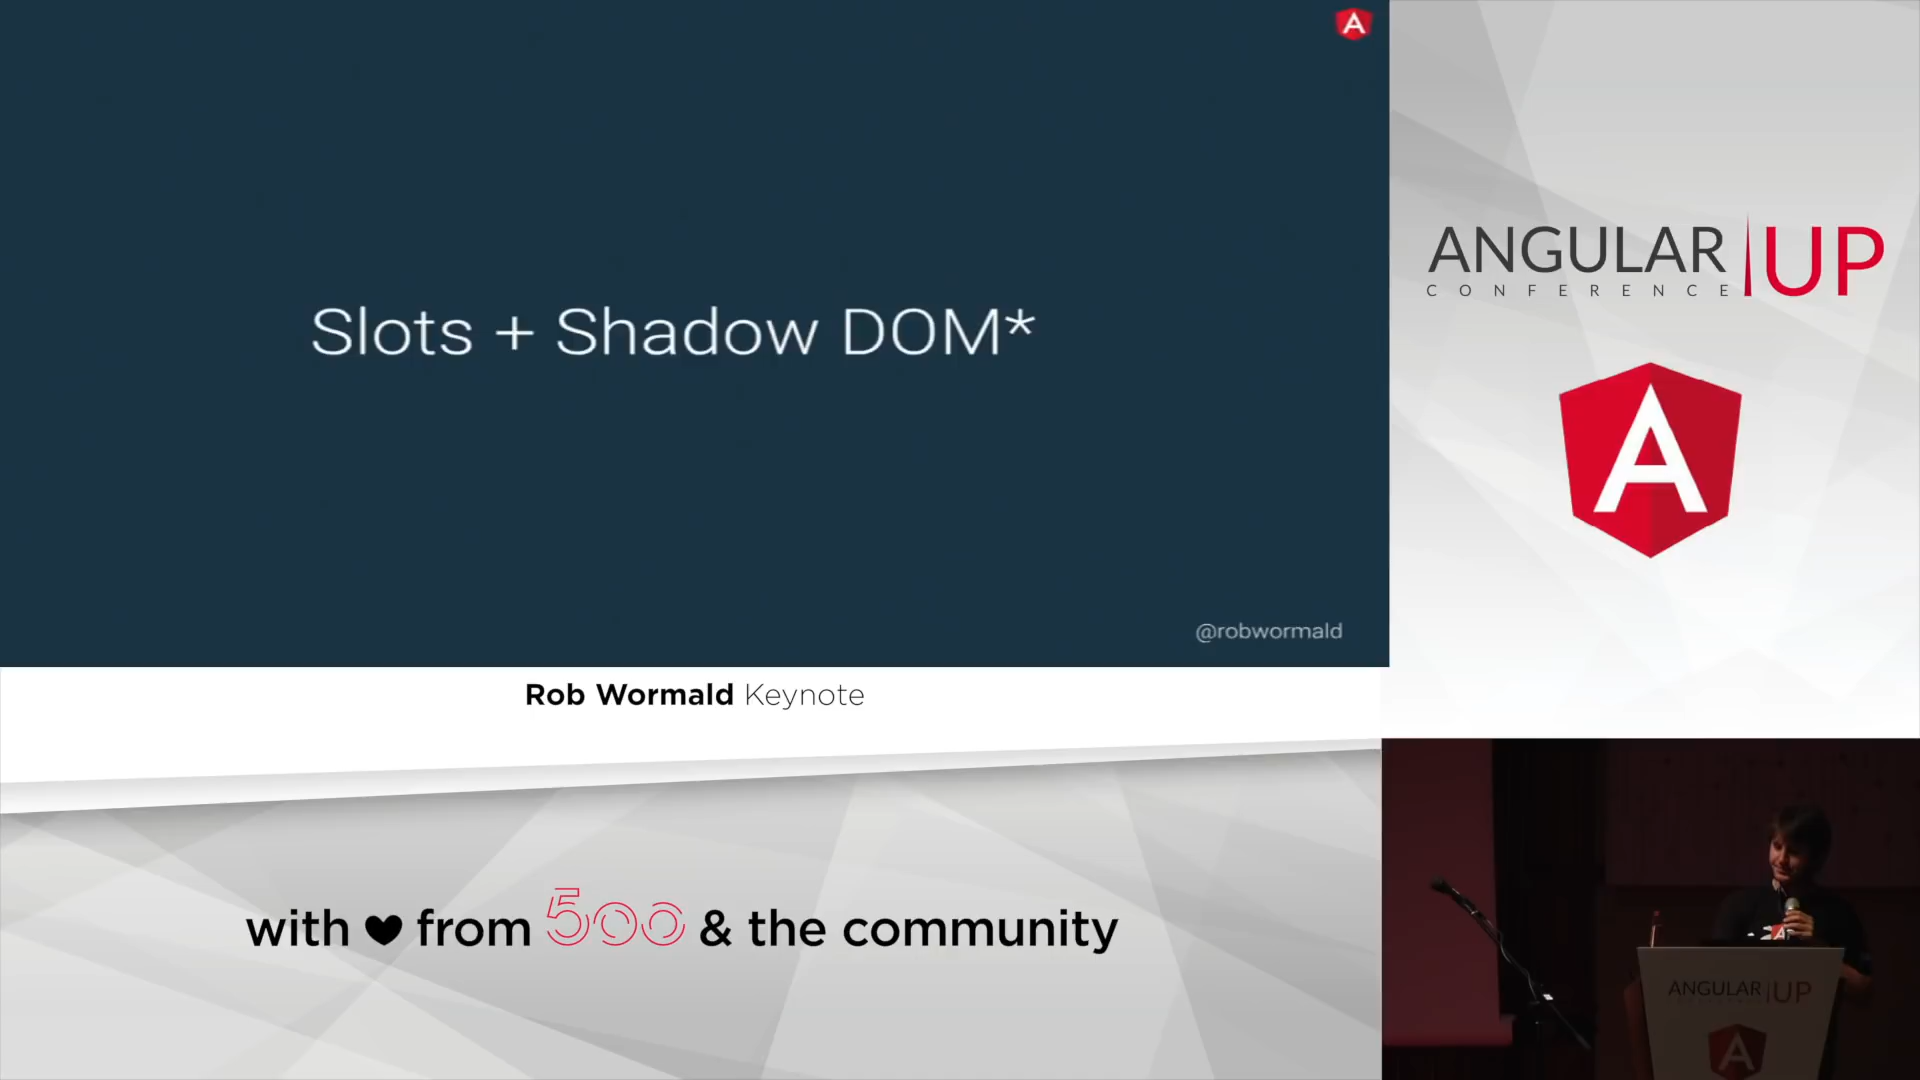 Slots + Shadow DOM*
@robwormald
Rob Wormald Keynote
with ♥ from 500 & the community
ANGULAR UP
CONFERENCE
ANGULAR UP